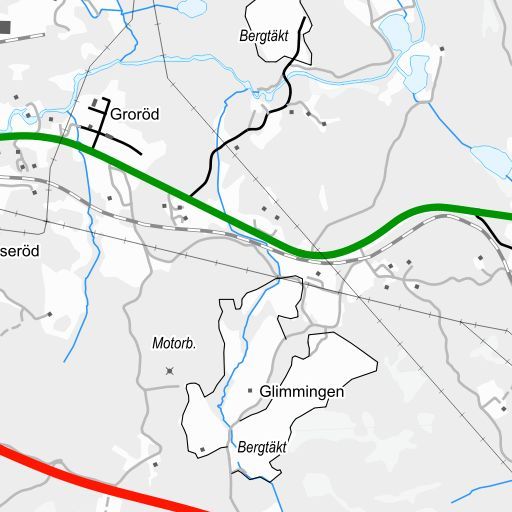 Bergtäkt
Groröd
seröd
Motorb.
Glimmingen
Bergtäkt